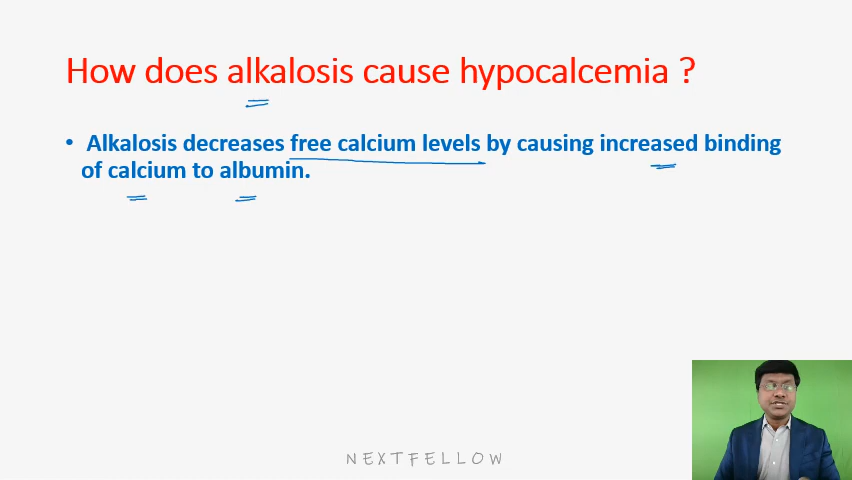 How does alkalosis cause hypocalcemia ?
• Alkalosis decreases free calcium levels by causing increased binding
of calcium to albumin.
NEXTFELLOW